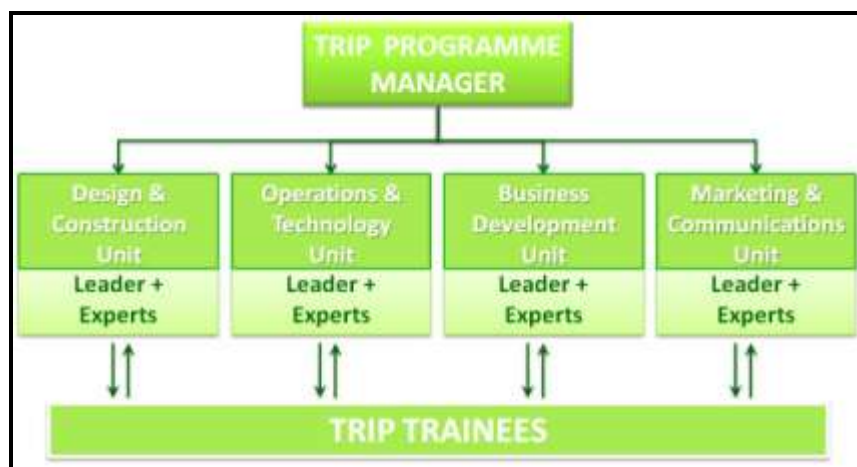 TRIP PROGRAMME
MANAGER
Design &
Construction
Unit
Leader +
Experts
Operations &
Technology
Unit
Leader +
Experts
Business
Development
Unit
Leader +
Experts
Marketing &
Communications
Unit
Leader +
Experts
TRIP TRAINEES